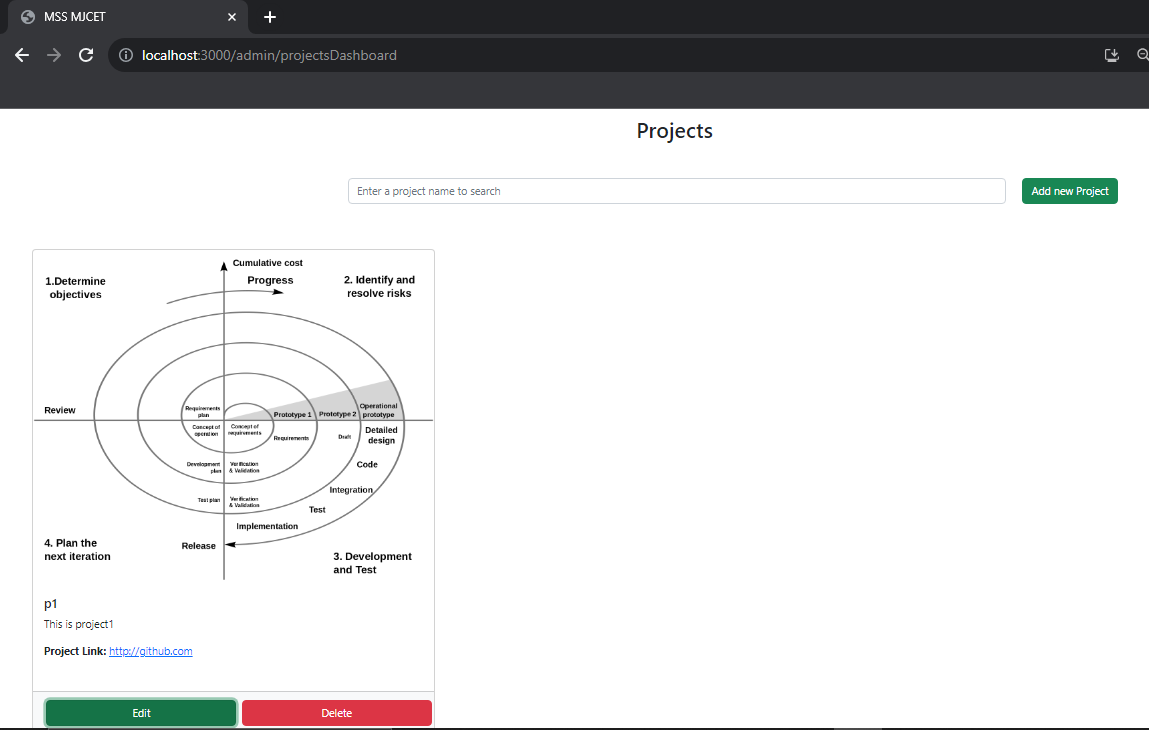 MSS MJCET
localhost:3000/admin/projectsDashboard
Projects
Enter a project name to search
Add new Project
Cumulative cost
Progress
1.Determine
objectives
2. Identify and
resolve risks
Review
Requirements
plan
Prototype 1
Prototype 2
Operational
prototype
Concept of
operation
Concept of
requirements
Requirements
Draft
Detailed
design
Development
plan
Verification
& Validation
Code
Test plan
Verification
& Validation
Integration
Test
Implementation
Release
4. Plan the
next iteration
3. Development
and Test
p1
This is project1
Project Link: http://github.com
Edit
Delete